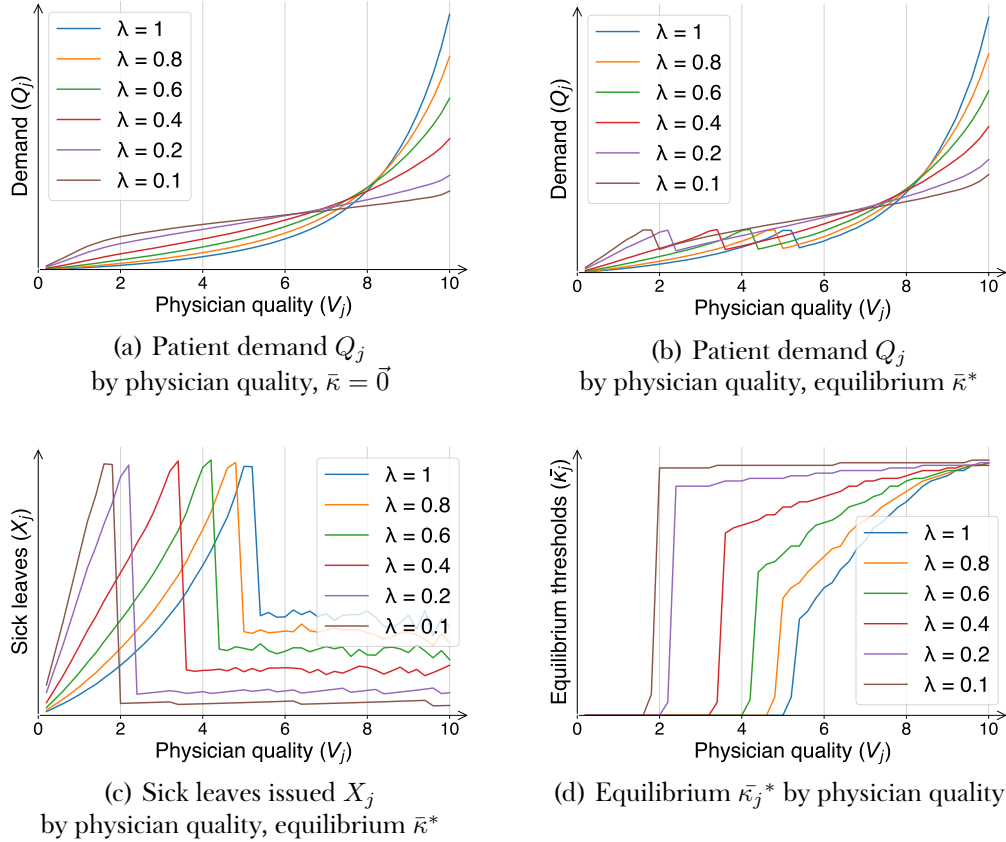 Demand (Qj)
λ = 1
λ = 0.8
λ = 0.6
λ = 0.4
λ = 0.2
λ = 0.1
0 2 4 6 8 10
Physician quality (Vj)
(a) Patient demand Qj
by physician quality, κ̄ = 0⃗
Demand (Qj)
λ = 1
λ = 0.8
λ = 0.6
λ = 0.4
λ = 0.2
λ = 0.1
0 2 4 6 8 10
Physician quality (Vj)
(b) Patient demand Qj
by physician quality, equilibrium κ̄*
Sick leaves (Xj)
λ = 1
λ = 0.8
λ = 0.6
λ = 0.4
λ = 0.2
λ = 0.1
0 2 4 6 8 10
Physician quality (Vj)
(c) Sick leaves issued Xj
by physician quality, equilibrium κ̄*
Equilibrium thresholds (κ̄j)
λ = 1
λ = 0.8
λ = 0.6
λ = 0.4
λ = 0.2
λ = 0.1
0 2 4 6 8 10
Physician quality (Vj)
(d) Equilibrium κ̄j* by physician quality